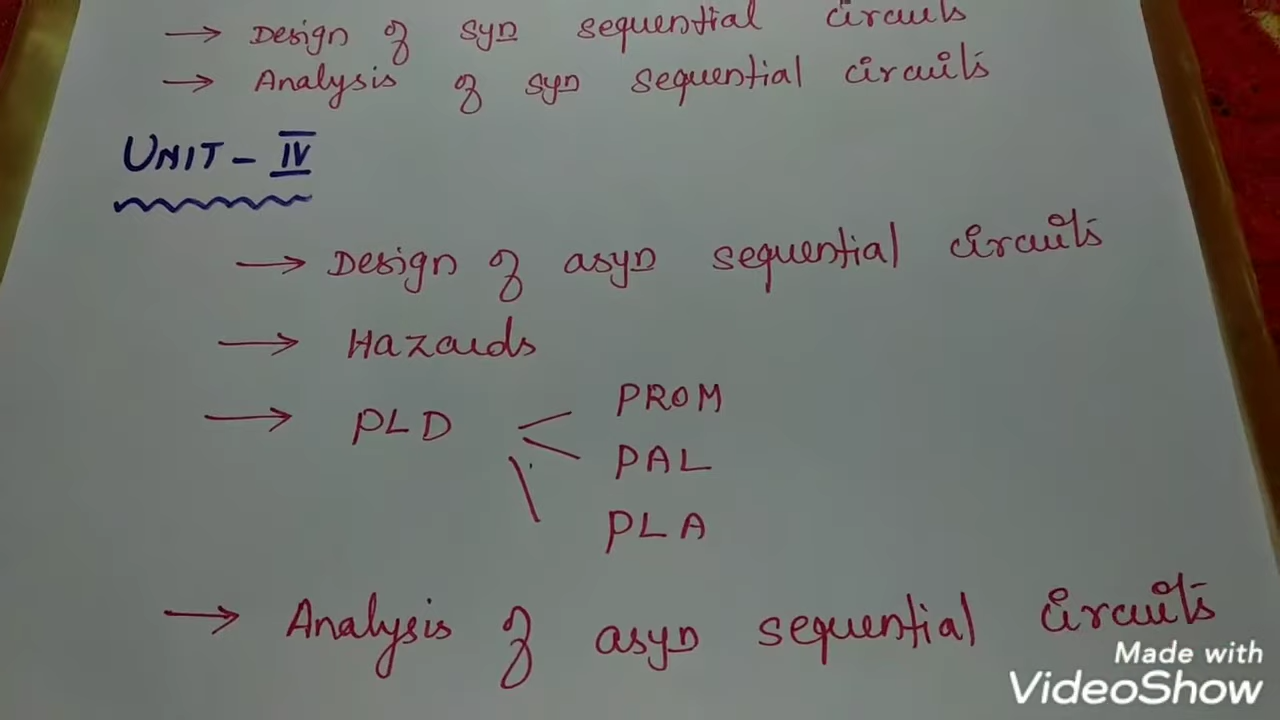 → Design of syn sequential circuits
→ Analysis of syn sequential circuits
UNIT - IV
→ Design of asyn sequential circuits
→ Hazards
→ PLD
PROM
PAL
PLA
→ Analysis of asyn sequential circuits
Made with
VideoShow